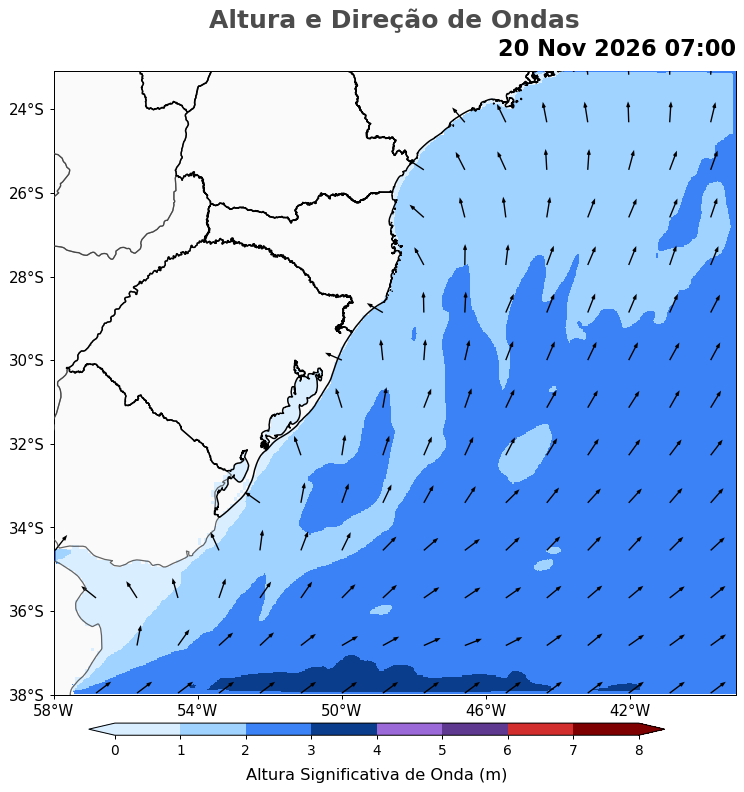 Altura e Direção de Ondas
20 Nov 2026 07:00
24°S
26°S
28°S
30°S
32°S
34°S
36°S
38°S
58°W 54°W 50°W 46°W 42°W
0 1 2 3 4 5 6 7 8
Altura Significativa de Onda (m)